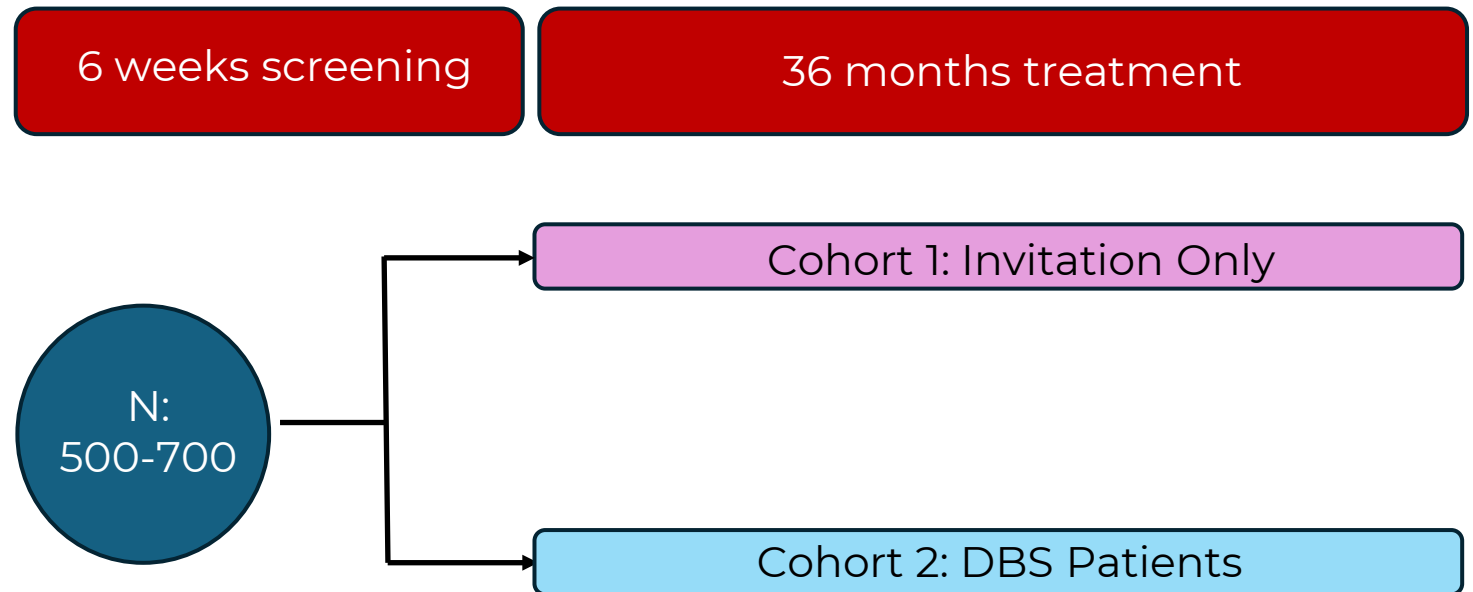 6 weeks screening
36 months treatment
Cohort 1: Invitation Only
N:
500-700
Cohort 2: DBS Patients